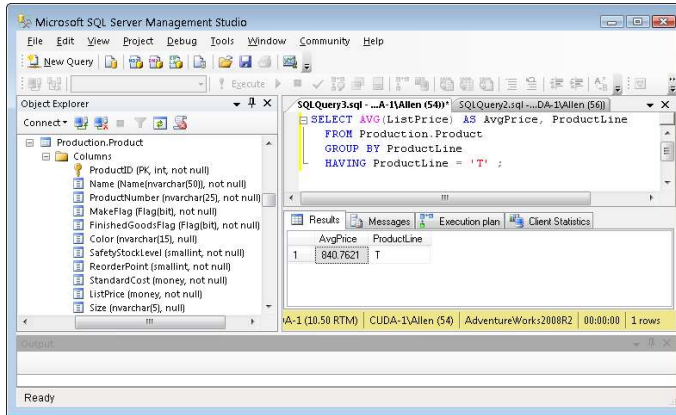 Microsoft SQL Server Management Studio
File Edit View Project Debug Tools Window Community Help
New Query
Execute
Object Explorer
Connect
Production.Product
Columns
ProductID (PK, int, not null)
Name (Name(nvarchar(50)), not null)
ProductNumber (nvarchar(25), not null)
MakeFlag (Flag(bit), not null)
FinishedGoodsFlag (Flag(bit), not null)
Color (nvarchar(15), null)
SafetyStockLevel (smallint, not null)
ReorderPoint (smallint, not null)
StandardCost (money, not null)
ListPrice (money, not null)
Size (nvarchar(5), null)
SQLQuery3.sql - ...A-1\Allen (54))* SQLQuery2.sql -...DA-1\Allen (56))
SELECT AVG(ListPrice) AS AvgPrice, ProductLine
FROM Production.Product
GROUP BY ProductLine
HAVING ProductLine = 'T' ;
Results Messages Execution plan Client Statistics
AvgPrice ProductLine
1 840.7621 T
A-1 (10.50 RTM) CUDA-1\Allen (54) AdventureWorks2008R2 00:00:00 1 rows
Output
Ready